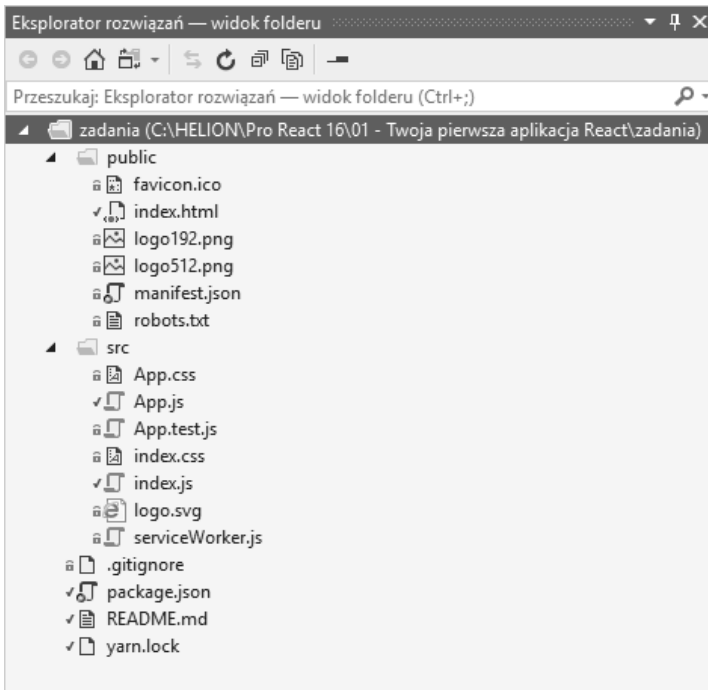 Eksplorator rozwiązań — widok folderu
Przeszukaj: Eksplorator rozwiązań — widok folderu (Ctrl+;)
zadania (C:\HELION\Pro React 16\01 - Twoja pierwsza aplikacja React\zadania)
public
favicon.ico
index.html
logo192.png
logo512.png
manifest.json
robots.txt
src
App.css
App.js
App.test.js
index.css
index.js
logo.svg
serviceWorker.js
.gitignore
package.json
README.md
yarn.lock